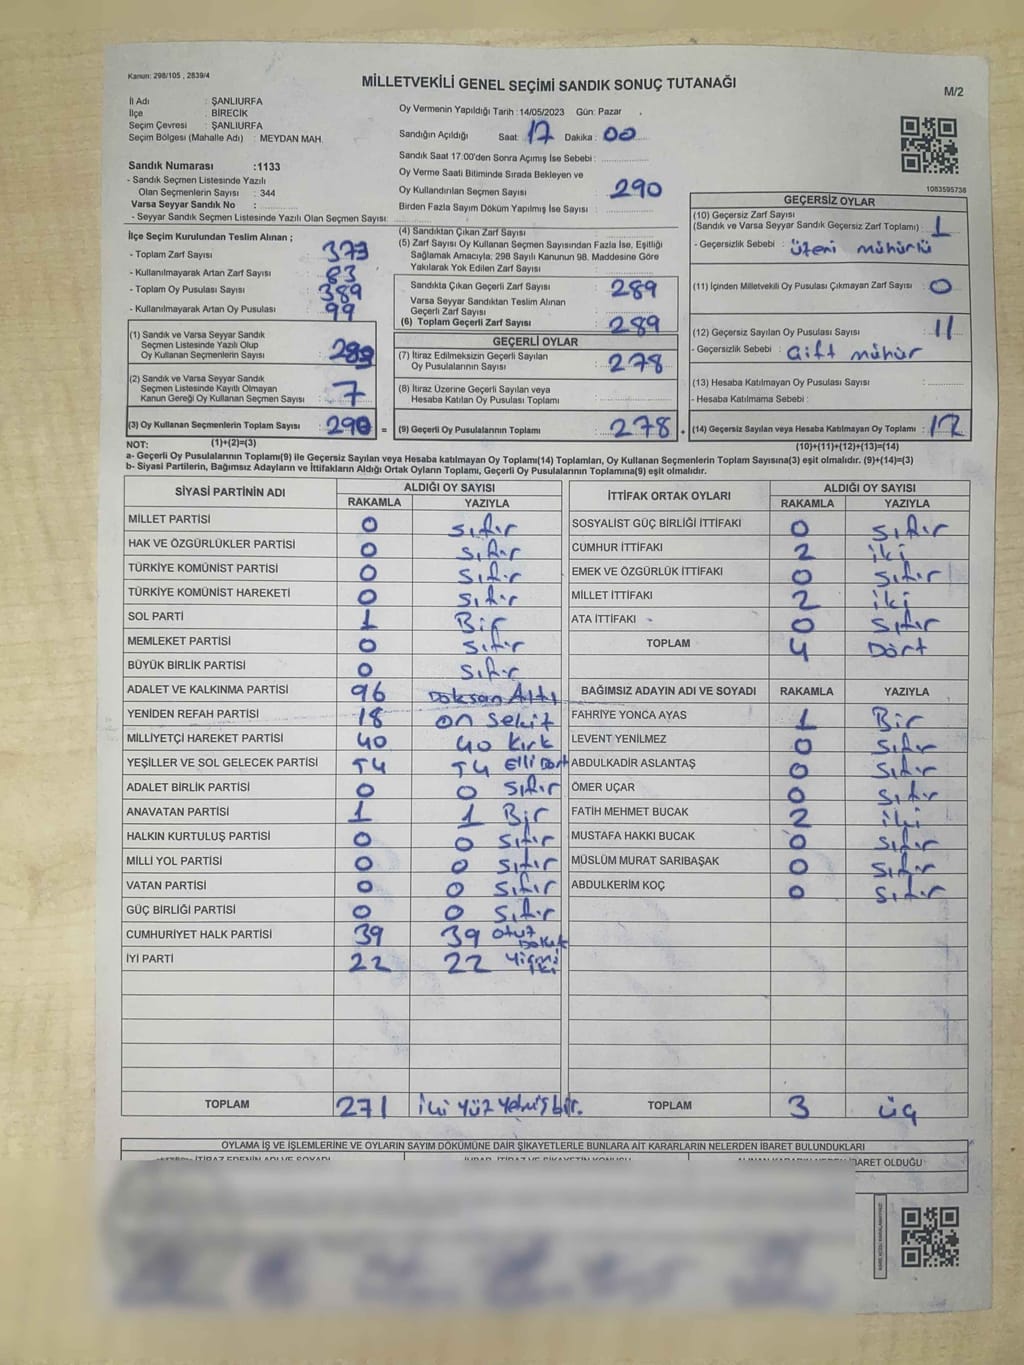 Kanun: 298/105 , 2839/4
MİLLETVEKİLİ GENEL SEÇİMİ SANDIK SONUÇ TUTANAĞI
M/2
İl Adı : ŞANLIURFA
İlçe : BİRECİK
Seçim Çevresi : ŞANLIURFA
Seçim Bölgesi (Mahalle Adı) : MEYDAN MAH.
Sandık Numarası :1133
- Sandık Seçmen Listesinde Yazılı
Olan Seçmenlerin Sayısı : 344
Varsa Seyyar Sandık No :
- Seyyar Sandık Seçmen Listesinde Yazılı Olan Seçmen Sayısı:
Oy Vermenin Yapıldığı Tarih : 14/05/2023 Gün: Pazar
Sandığın Açıldığı Saat: 17 Dakika: 00
Sandık Saat 17:00'den Sonra Açımış İse Sebebi :
Oy Verme Saati Bitiminde Sırada Bekleyen ve
Oy Kullandırılan Seçmen Sayısı 290
Birden Fazla Sayım Döküm Yapılmış İse Sayısı :
1083595738
İlçe Seçim Kurulundan Teslim Alınan ;
- Toplam Zarf Sayısı : 373
- Kullanılmayarak Artan Zarf Sayısı : 83
- Toplam Oy Pusulası Sayısı : 389
- Kullanılmayarak Artan Oy Pusulası : 99
(1) Sandık ve Varsa Seyyar Sandık
Seçmen Listesinde Yazılı Olup
Oy Kullanan Seçmenlerin Sayısı :
(2) Sandık ve Varsa Seyyar Sandık
Seçmen Listesinde Kayıtlı Olmayan
Kanun Gereği Oy Kullanan Seçmen Sayısı : 7
(3) Oy Kullanan Seçmenlerin Toplam Sayısı : 290 =
(4) Sandıktan Çıkan Zarf Sayısı :
(5) Zarf Sayısı Oy Kullanan Seçmen Sayısından Fazla İse, Eşitliği
Sağlamak Amacıyla, 298 Sayılı Kanunun 98. Maddesine Göre
Yakılarak Yok Edilen Zarf Sayısı :
Sandıkta Çıkan Geçerli Zarf Sayısı : 289
Varsa Seyyar Sandıktan Teslim Alınan
Geçerli Zarf Sayısı :
(6) Toplam Geçerli Zarf Sayısı : 289
GEÇERLİ OYLAR
(7) İtiraz Edilmeksizin Geçerli Sayılan
Oy Pusulalarının Sayısı : 278
(8) İtiraz Üzerine Geçerli Sayılan veya
Hesaba Katılan Oy Pusulası Toplamı :
(9) Geçerli Oy Pusulalarının Toplamı : 278 +
GEÇERSİZ OYLAR
(10) Geçersiz Zarf Sayısı
(Sandık ve Varsa Seyyar Sandık Geçersiz Zarf Toplamı) : 1
- Geçersizlik Sebebi : üzeri mühürlü
(11) İçinden Milletvekili Oy Pusulası Çıkmayan Zarf Sayısı : 0
(12) Geçersiz Sayılan Oy Pusulası Sayısı : 11
- Geçersizlik Sebebi : Çift mühür
(13) Hesaba Katılmayan Oy Pusulası Sayısı :
- Hesaba Katılmama Sebebi :
(14) Geçersiz Sayılan veya Hesaba Katılmayan Oy Toplamı : 12
NOT: (1)+(2)=(3) (10)+(11)+(12)+(13)=(14)
a- Geçerli Oy Pusulalarının Toplamı(9) ile Geçersiz Sayılan veya Hesaba katılmayan Oy Toplamı(14) Toplamları, Oy Kullanan Seçmenlerin Toplam Sayısına(3) eşit olmalıdır. (9)+(14)=(3)
b- Siyasi Partilerin, Bağımsız Adayların ve İttifakların Aldığı Ortak Oyların Toplamı, Geçerli Oy Pusulalarının Toplamına(9) eşit olmalıdır.
SİYASİ PARTİNİN ADI ALDIĞI OY SAYISI
RAKAMLA YAZIYLA
MİLLET PARTİSİ 0 sıfır
HAK VE ÖZGÜRLÜKLER PARTİSİ 0 sıfır
TÜRKİYE KOMÜNİST PARTİSİ 0 sıfır
TÜRKİYE KOMÜNİST HAREKETİ 0 sıfır
SOL PARTİ 1 Bir
MEMLEKET PARTİSİ 0 sıfır
BÜYÜK BİRLİK PARTİSİ 0 sıfır
ADALET VE KALKINMA PARTİSİ 96 Doksan Altı
YENİDEN REFAH PARTİSİ 18 on sekiz
MİLLİYETÇİ HAREKET PARTİSİ 40 40 kırk
YEŞİLLER VE SOL GELECEK PARTİSİ 54 54 Elli Dört
ADALET BİRLİK PARTİSİ 0 0 sıfır
ANAVATAN PARTİSİ 1 1 Bir
HALKIN KURTULUŞ PARTİSİ 0 0 sıfır
MİLLİ YOL PARTİSİ 0 0 sıfır
VATAN PARTİSİ 0 0 sıfır
GÜÇ BİRLİĞİ PARTİSİ 0 0 sıfır
CUMHURİYET HALK PARTİSİ 39 39 otuz Dokuz
İYİ PARTİ 22 22 Yirmi iki
TOPLAM 271 iki yüz yetmiş bir.
İTTİFAK ORTAK OYLARI ALDIĞI OY SAYISI
RAKAMLA YAZIYLA
SOSYALİST GÜÇ BİRLİĞİ İTTİFAKI 0 sıfır
CUMHUR İTTİFAKI 2 iki
EMEK VE ÖZGÜRLÜK İTTİFAKI 0 sıfır
MİLLET İTTİFAKI 2 iki
ATA İTTİFAKI 0 sıfır
TOPLAM 4 Dört
BAĞIMSIZ ADAYIN ADI VE SOYADI RAKAMLA YAZIYLA
FAHRİYE YONCA AYAS 1 Bir
LEVENT YENİLMEZ 0 sıfır
ABDULKADİR ASLANTAŞ 0 sıfır
ÖMER UÇAR 0 sıfır
FATİH MEHMET BUCAK 2 iki
MUSTAFA HAKKI BUCAK 0 sıfır
MÜSLÜM MURAT SARIBAŞAK 0 sıfır
ABDULKERİM KOÇ 0 sıfır
TOPLAM 3 üç
OYLAMA İŞ VE İŞLEMLERİNE VE OYLARIN SAYIM DÖKÜMÜNE DAİR ŞİKAYETLERLE BUNLARA AİT KARARLARIN NELERDEN İBARET BULUNDUKLARI
İBARET OLDUĞU